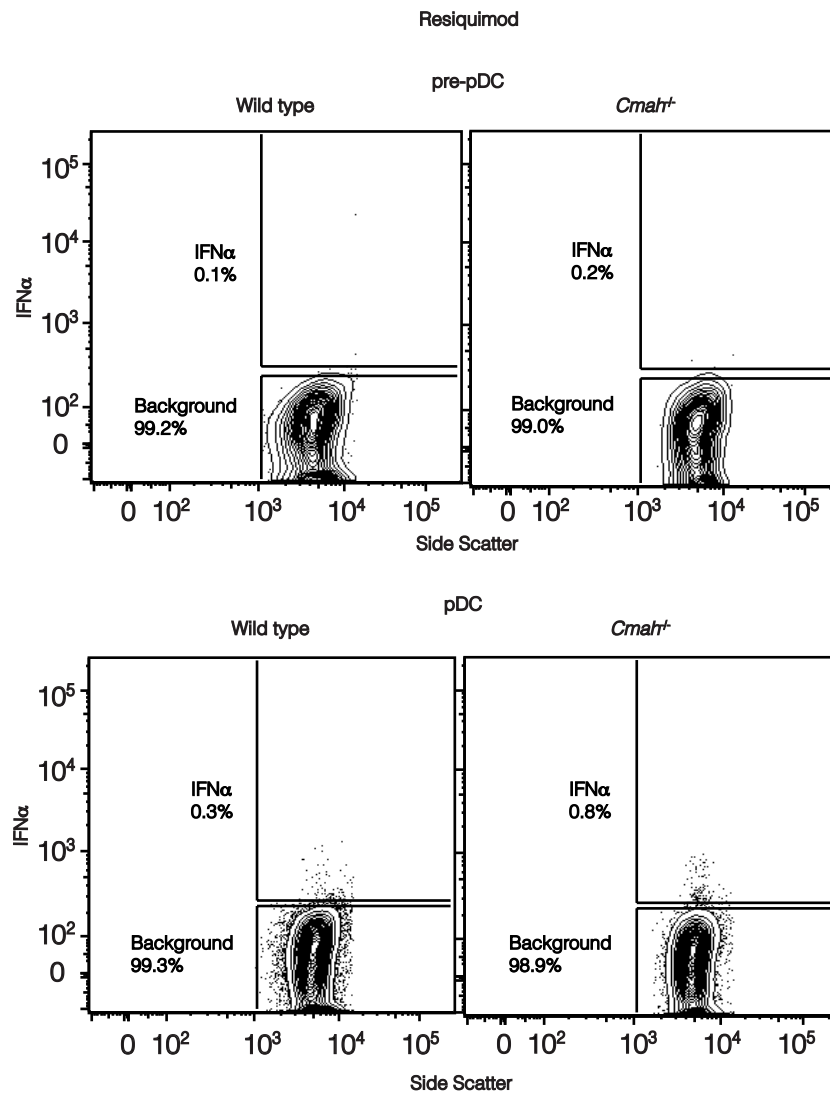 Resiquimod
pre-pDC
Wild type
Cmah-/-
10⁵
10⁴
10³
10²
0
IFNα
IFNα
0.1%
Background
99.2%
IFNα
0.2%
Background
99.0%
0 10² 10³ 10⁴ 10⁵
0 10² 10³ 10⁴ 10⁵
Side Scatter
pDC
Wild type
Cmah-/-
10⁵
10⁴
10³
10²
0
IFNα
IFNα
0.3%
Background
99.3%
IFNα
0.8%
Background
98.9%
0 10² 10³ 10⁴ 10⁵
0 10² 10³ 10⁴ 10⁵
Side Scatter